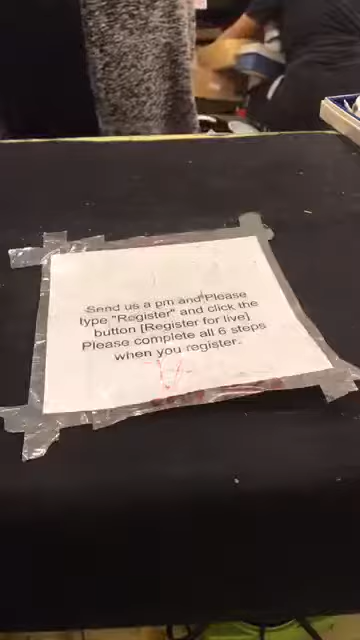 Send us a pm and Please
type "Register" and click the
button [Register for live]
Please complete all 6 steps
when you register.